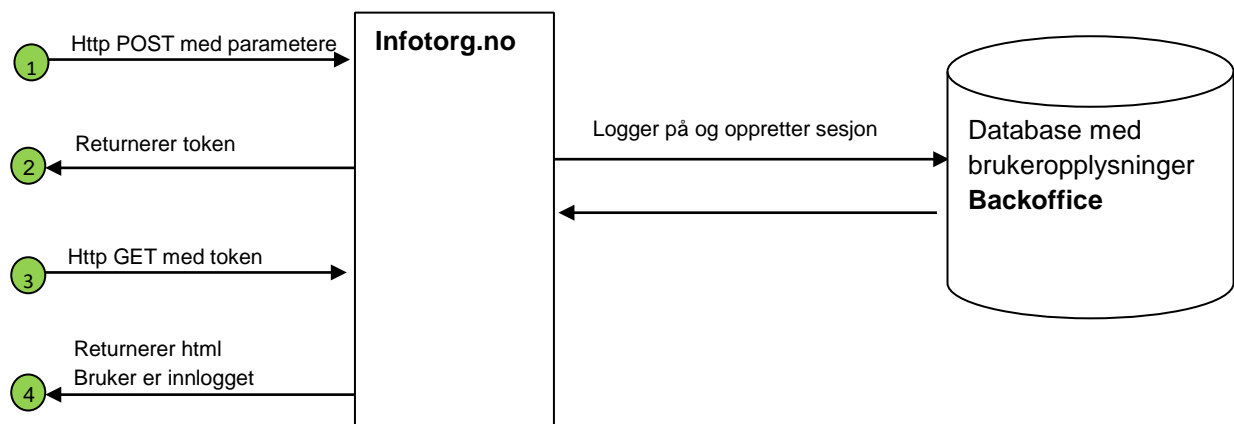 Http POST med parametere
1
Infotorg.no
Returnerer token
2
Logger på og oppretter sesjon
Database med
brukeropplysninger
Backoffice
Http GET med token
3
Returnerer html
Bruker er innlogget
4